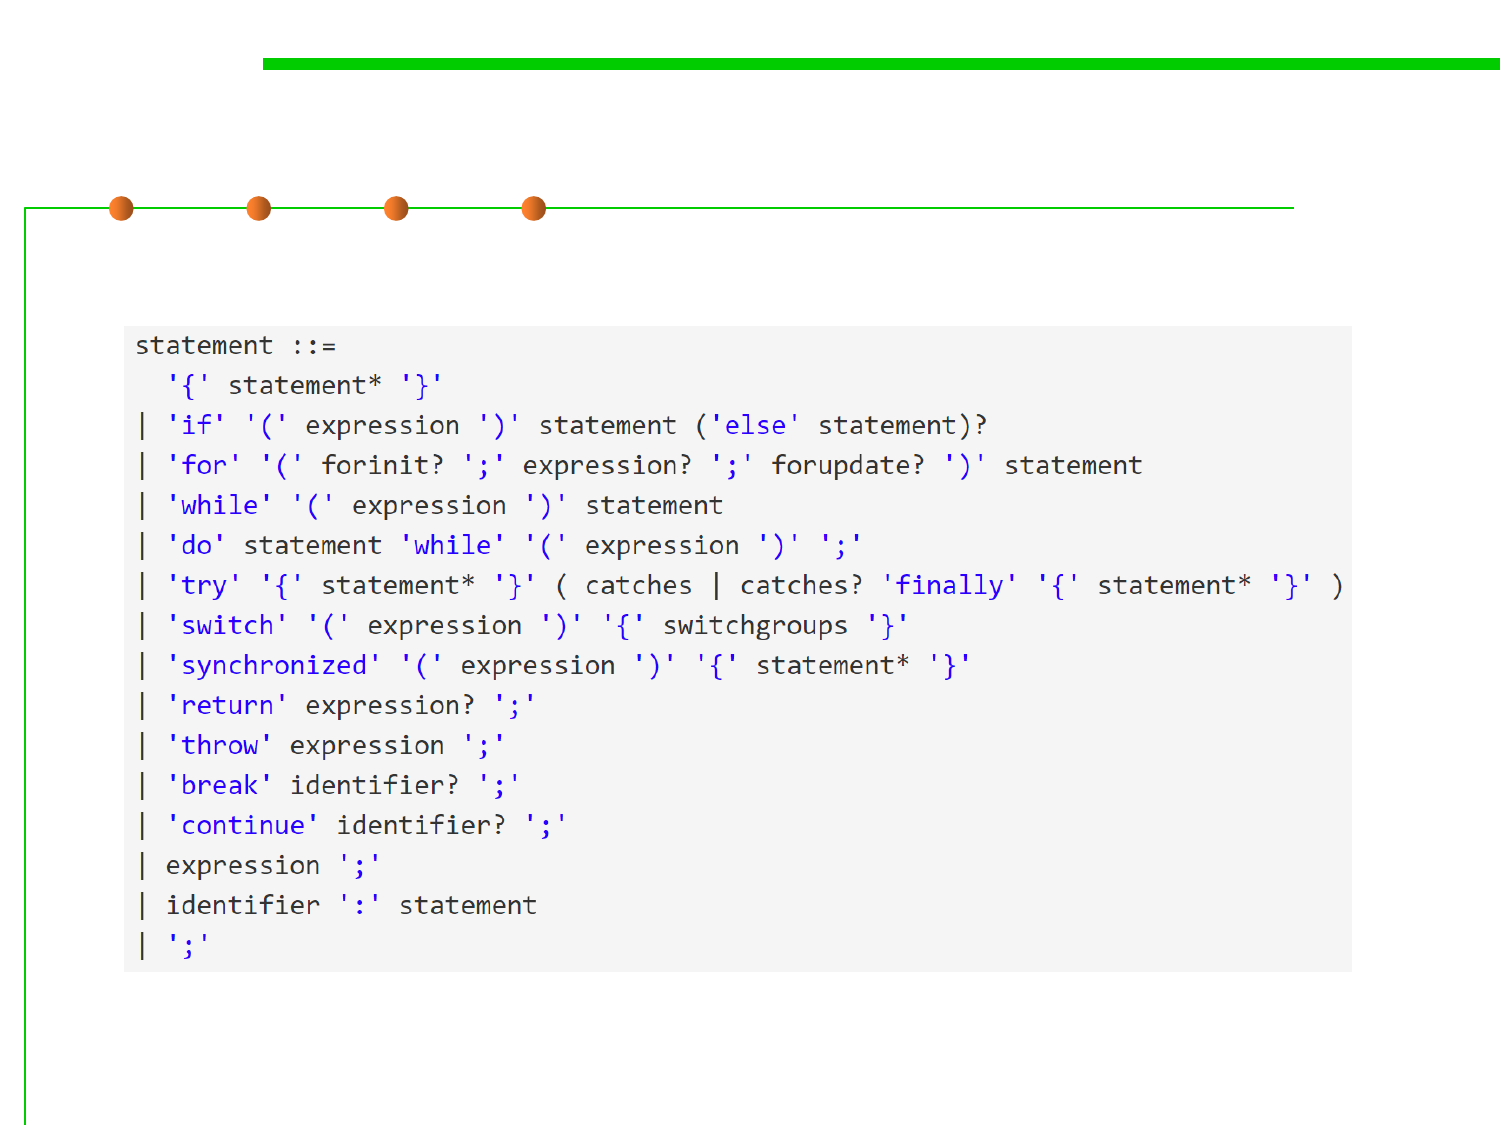 statement ::=
'{' statement* '}'
| 'if' '(' expression ')' statement ('else' statement)?
| 'for' '(' forinit? ';' expression? ';' forupdate? ')' statement
| 'while' '(' expression ')' statement
| 'do' statement 'while' '(' expression ')' ';'
| 'try' '{' statement* '}' ( catches | catches? 'finally' '{' statement* '}' )
| 'switch' '(' expression ')' '{' switchgroups '}'
| 'synchronized' '(' expression ')' '{' statement* '}'
| 'return' expression? ';'
| 'throw' expression ';'
| 'break' identifier? ';'
| 'continue' identifier? ';'
| expression ';'
| identifier ':' statement
| ';'